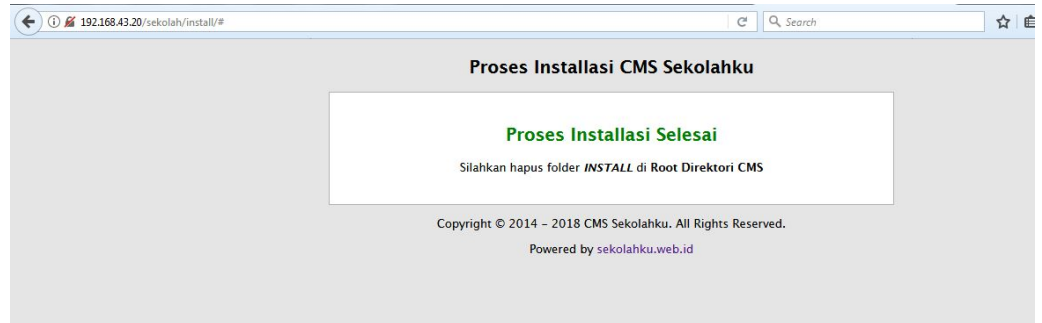 192.168.43.20/sekolah/install/#
Search
Proses Installasi CMS Sekolahku
Proses Installasi Selesai
Silahkan hapus folder INSTALL di Root Direktori CMS
Copyright © 2014 – 2018 CMS Sekolahku. All Rights Reserved.
Powered by sekolahku.web.id